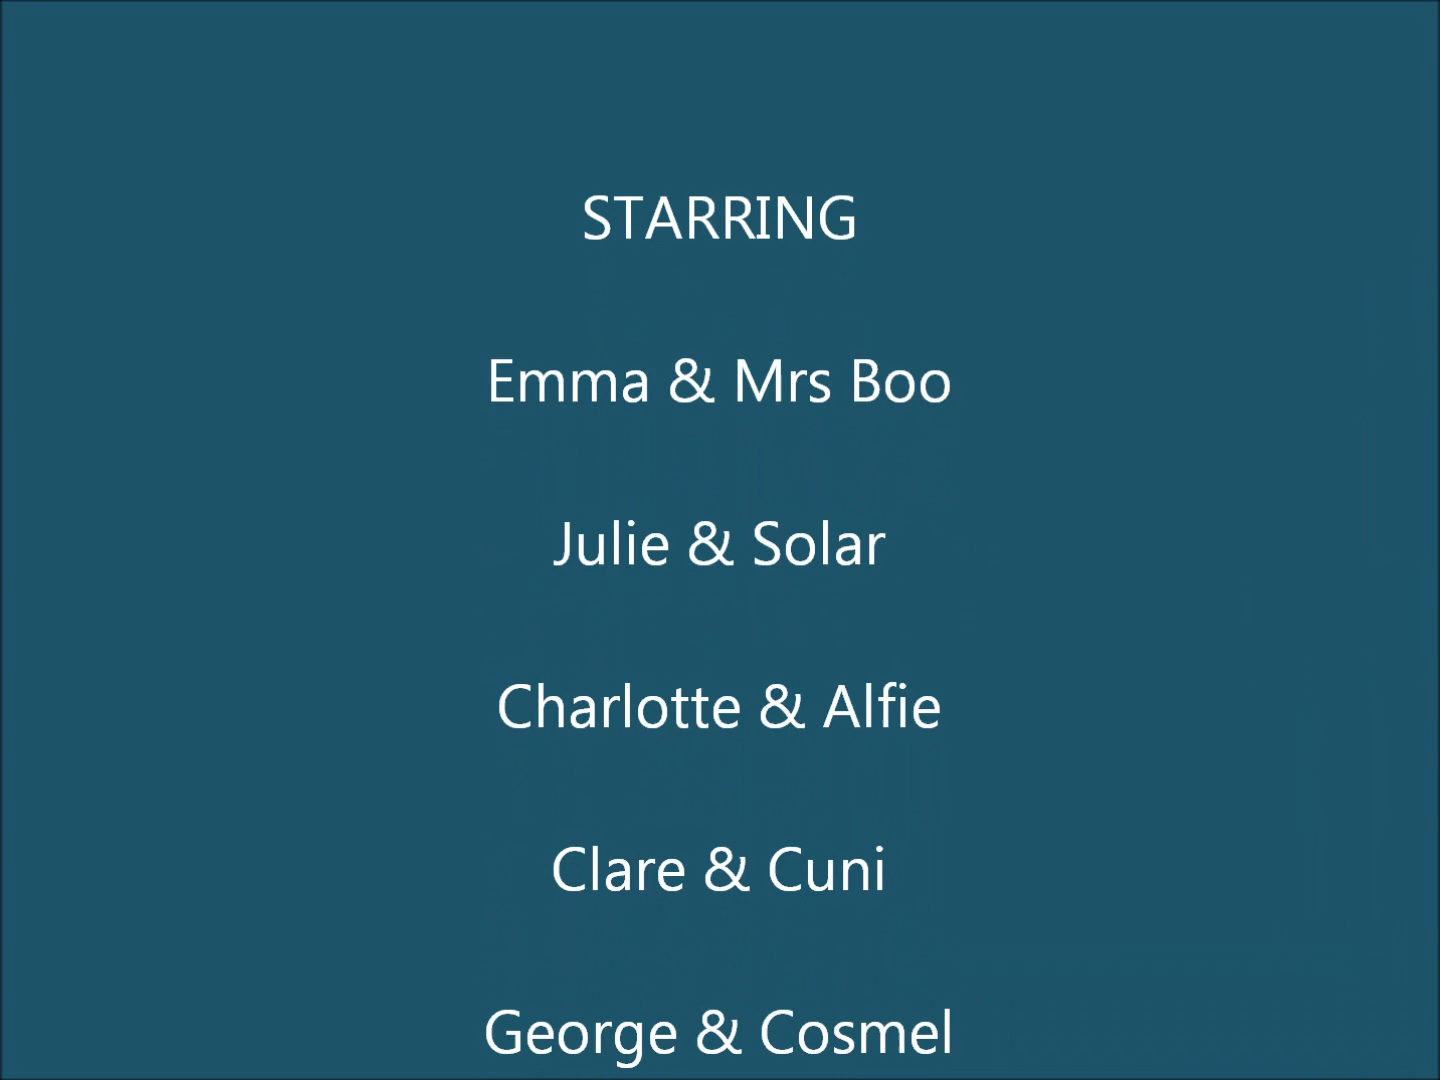 STARRING
Emma & Mrs Boo
Julie & Solar
Charlotte & Alfie
Clare & Cuni
George & Cosmel